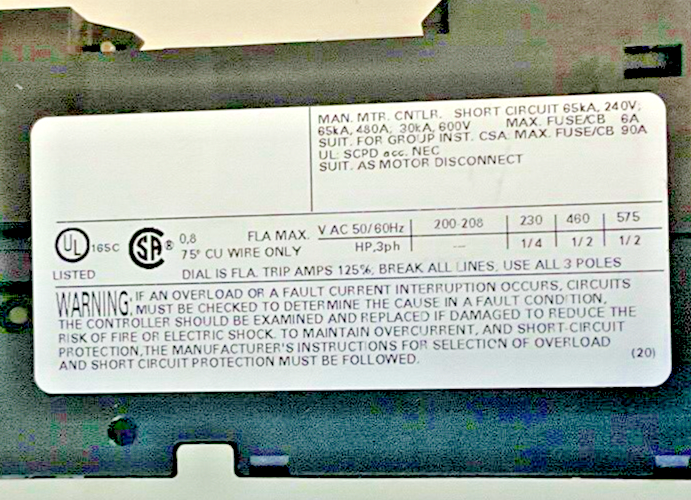 MAN. MTR. CNTLR. SHORT CIRCUIT 65kA, 240V;
65kA, 480A; 30kA, 600V MAX. FUSE/CB 6A
SUIT. FOR GROUP INST. CSA: MAX. FUSE/CB 90A
UL: SCPD acc. NEC
SUIT. AS MOTOR DISCONNECT
UL 165C
LISTED
SA ® 0,8 FLA MAX.
75° CU WIRE ONLY
V AC 50/60Hz 200-208 230 460 575
HP,3ph --- 1/4 1/2 1/2
DIAL IS FLA. TRIP AMPS 125%, BREAK ALL LINES, USE ALL 3 POLES
WARNING: IF AN OVERLOAD OR A FAULT CURRENT INTERRUPTION OCCURS, CIRCUITS
MUST BE CHECKED TO DETERMINE THE CAUSE IN A FAULT CONDITION,
THE CONTROLLER SHOULD BE EXAMINED AND REPLACED IF DAMAGED TO REDUCE THE
RISK OF FIRE OR ELECTRIC SHOCK. TO MAINTAIN OVERCURRENT, AND SHORT-CIRCUIT
PROTECTION,THE MANUFACTURER'S INSTRUCTIONS FOR SELECTION OF OVERLOAD
AND SHORT CIRCUIT PROTECTION MUST BE FOLLOWED. (20)